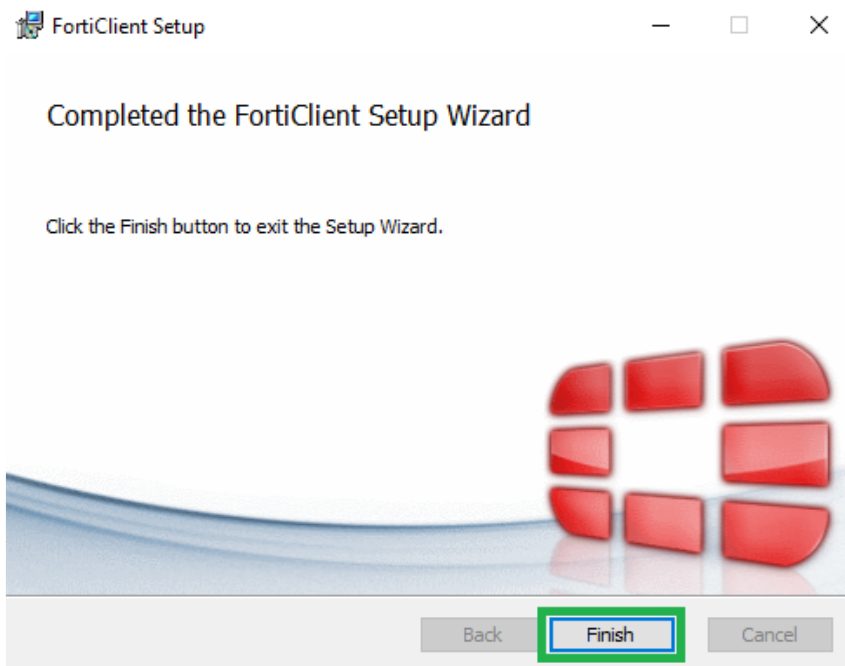 FortiClient Setup
Completed the FortiClient Setup Wizard
Click the Finish button to exit the Setup Wizard.
Back Finish Cancel